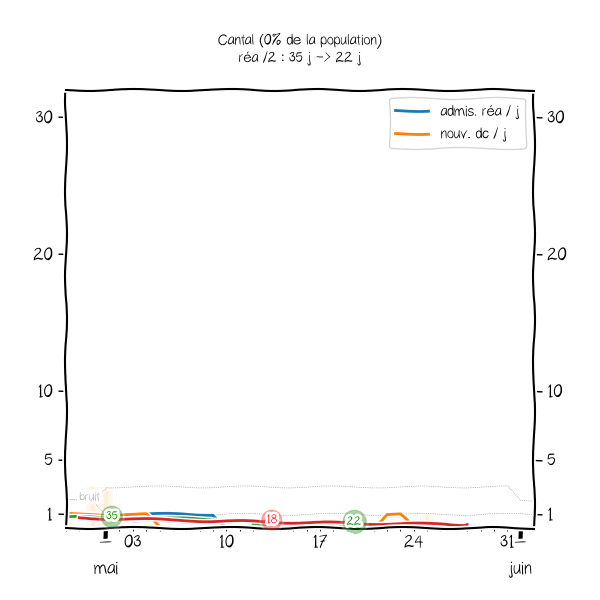 Cantal (0% de la population)
réa /2 : 35 j -> 22 j
admis. réa / j
nouv. dc / j
30
30
20
20
10
10
5
5
... bruit
1
35
18
22
1
03
10
17
24
31
mai
juin